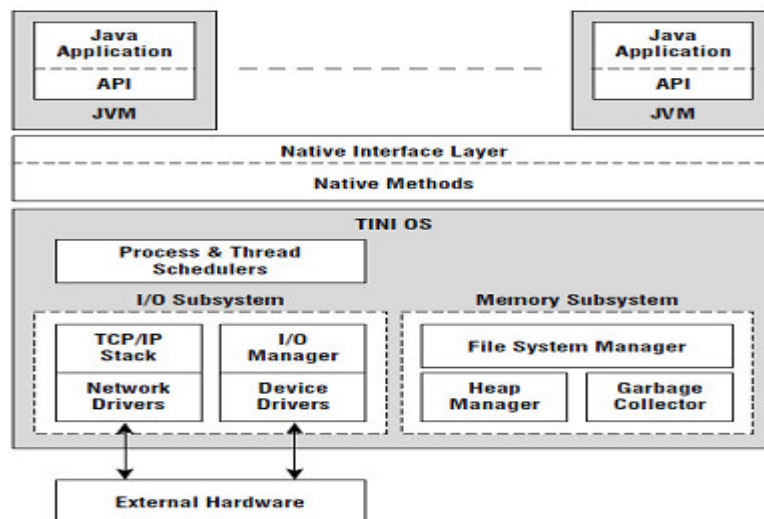 Java
Application
API
JVM
Java
Application
API
JVM
Native Interface Layer
Native Methods
TINI OS
Process & Thread
Schedulers
I/O Subsystem
TCP/IP
Stack
Network
Drivers
I/O
Manager
Device
Drivers
Memory Subsystem
File System Manager
Heap
Manager
Garbage
Collector
External Hardware